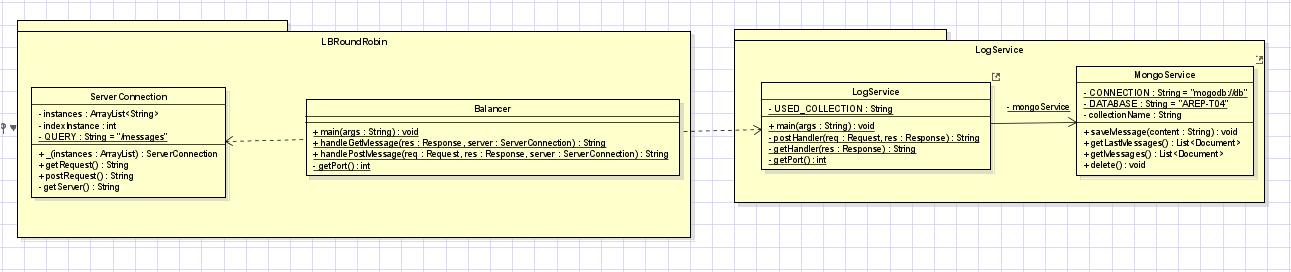 LBRoundRobin
ServerConnection
- instances : ArrayList<String>
- indexInstance : int
- QUERY : String = "/messages"
+ _(instances : ArrayList) : ServerConnection
+ getRequest() : String
+ postRequest() : String
- getServer() : String
Balancer
+ main(args : String) : void
+ handleGetMessage(res : Response, server : ServerConnection) : String
+ handlePostMessage(req : Request, res : Response, server : ServerConnection) : String
- getPort() : int
LogService
LogService
- USED_COLLECTION : String
+ main(args : String) : void
- postHandler(req : Request, res : Response) : String
- getHandler(res : Response) : String
- getPort() : int
- mongoService
MongoService
- CONNECTION : String = "mogodb://db"
- DATABASE : String = "AREP-T04"
- collectionName : String
+ saveMessage(content : String) : void
+ getLastMessages() : List<Document>
+ getMessages() : List<Document>
+ delete() : void